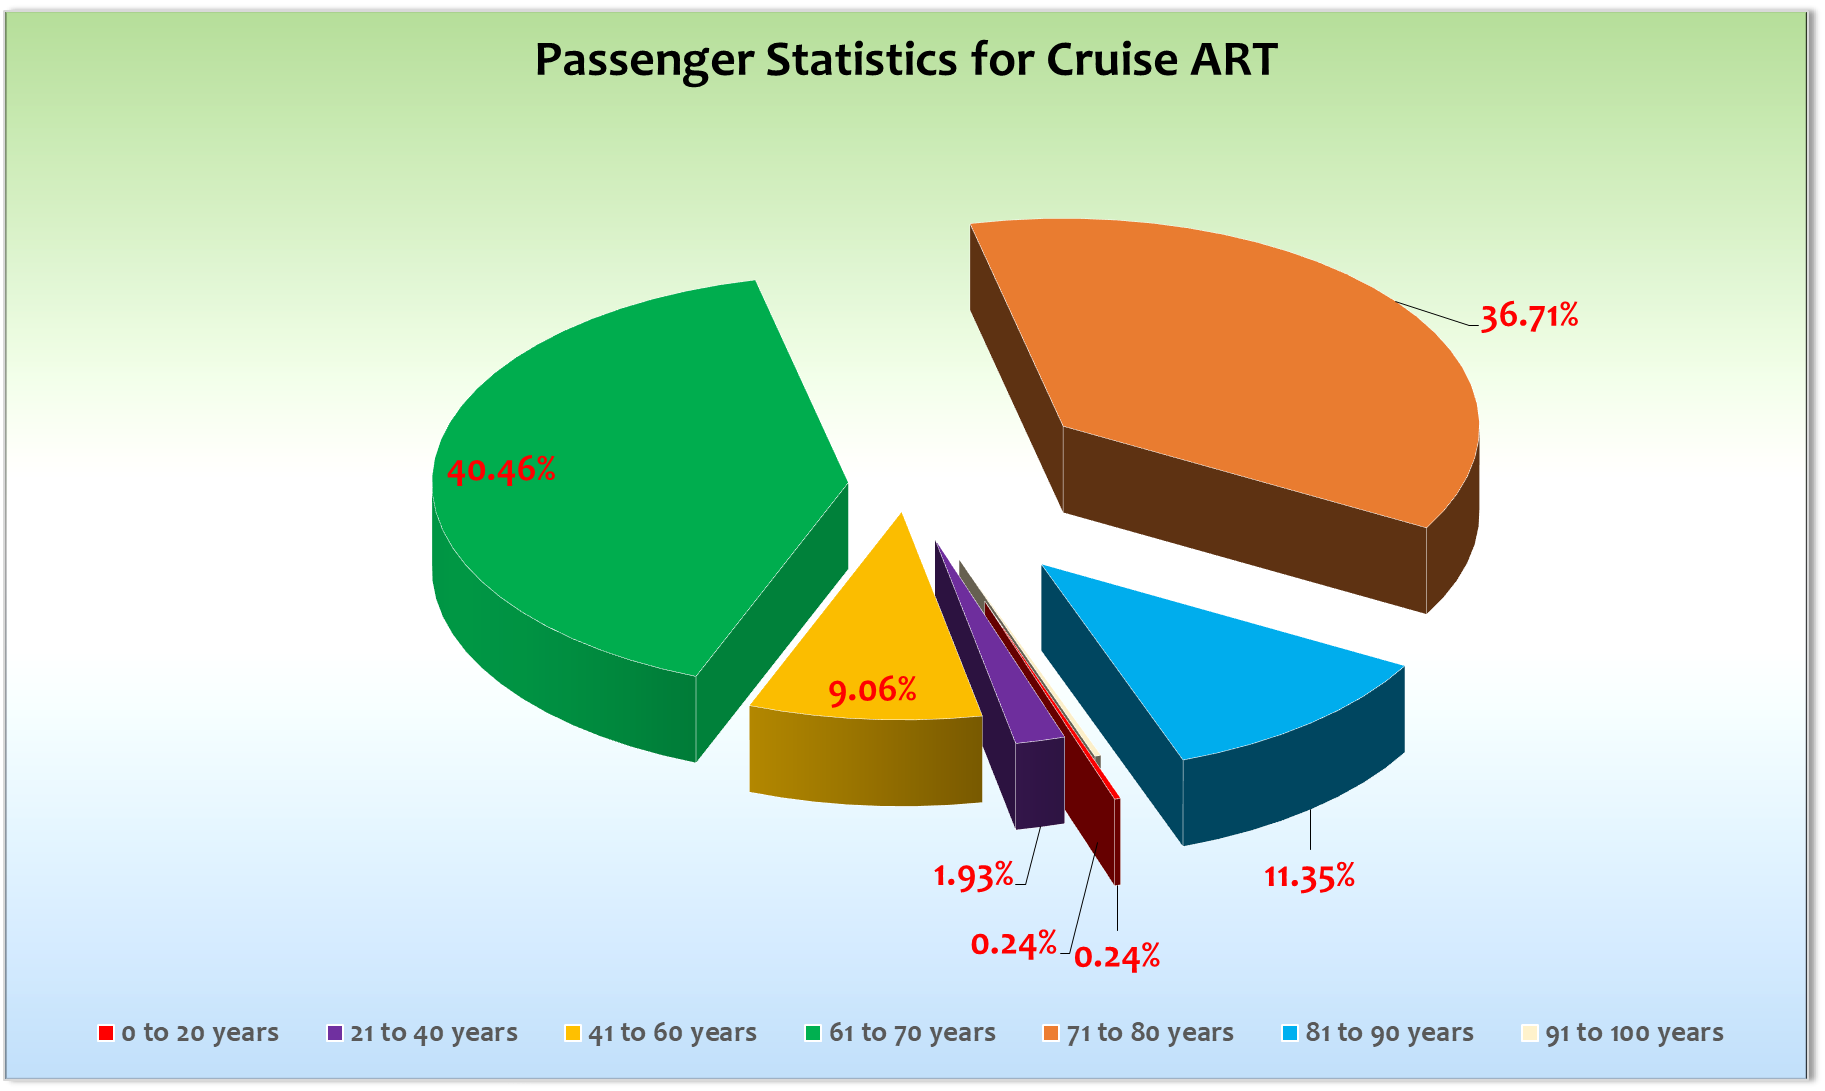 Passenger Statistics for Cruise ART
36.71%
40.46%
9.06%
1.93%
11.35%
0.24%
0.24%
0 to 20 years
21 to 40 years
41 to 60 years
61 to 70 years
71 to 80 years
81 to 90 years
91 to 100 years